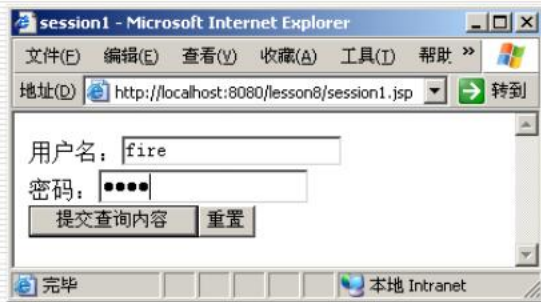 session1 - Microsoft Internet Explorer
文件(F) 编辑(E) 查看(V) 收藏(A) 工具(T) 帮助 »
地址(D) http://localhost:8080/lesson8/session1.jsp 转到
用户名：fire
密码：●●●●
提交查询内容 重置
完毕 本地 Intranet